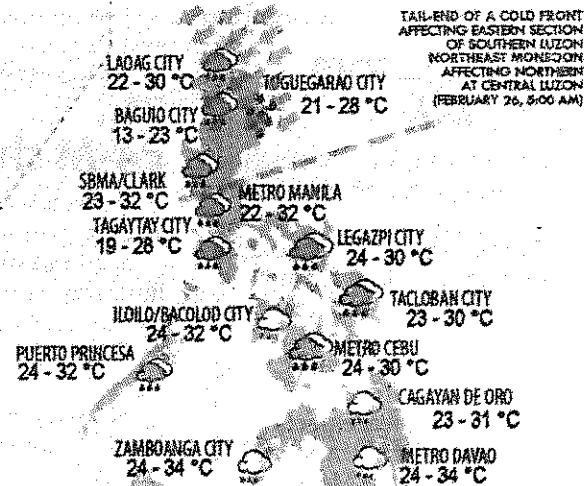 TAIL-END OF A COLD FRONT
AFFECTING EASTERN SECTION
OF SOUTHERN LUZON
NORTHEAST MONSOON
AFFECTING NORTHERN
AT CENTRAL LUZON
(FEBRUARY 26, 5:00 AM)
LAOAG CITY
22 - 30 °C
TUGUEGARAO CITY
21 - 28 °C
BAGUIO CITY
13 - 23 °C
SBMA/CLARK
23 - 32 °C
METRO MANILA
22 - 32 °C
TAGAYTAY CITY
19 - 28 °C
LEGAZPI CITY
24 - 30 °C
TACLOBAN CITY
23 - 30 °C
ILOILO/BACOLOD CITY
24 - 32 °C
METRO CEBU
24 - 30 °C
PUERTO PRINCESA
24 - 32 °C
CAGAYAN DE ORO
23 - 31 °C
ZAMBOANGA CITY
24 - 34 °C
METRO DAVAO
24 - 34 °C